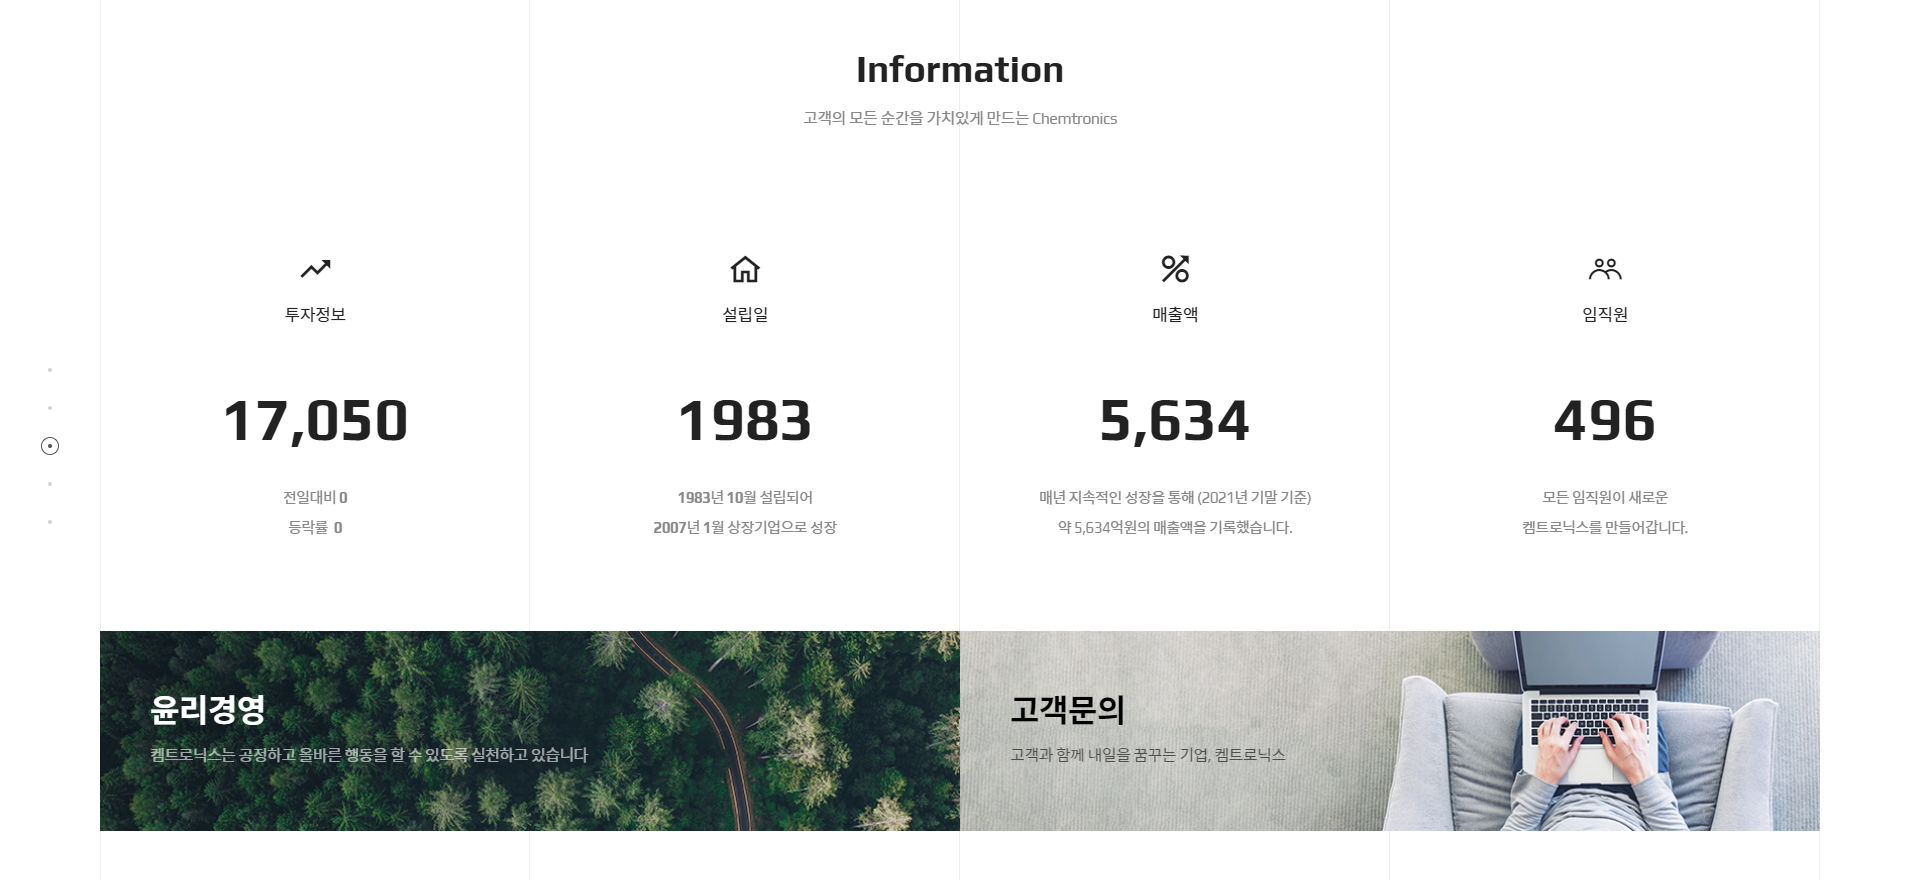 Information
고객의 모든 순간을 가치있게 만드는 Chemtronics
투자정보
17,050
전일대비 0
등락률 0
설립일
1983
1983년 10월 설립되어
2007년 1월 상장기업으로 성장
매출액
5,634
매년 지속적인 성장을 통해 (2021년 기말 기준)
약 5,634억원의 매출액을 기록했습니다.
임직원
496
모든 임직원이 새로운
켐트로닉스를 만들어갑니다.
윤리경영
켐트로닉스는 공정하고 올바른 행동을 할 수 있도록 실천하고 있습니다
고객문의
고객과 함께 내일을 꿈꾸는 기업, 켐트로닉스